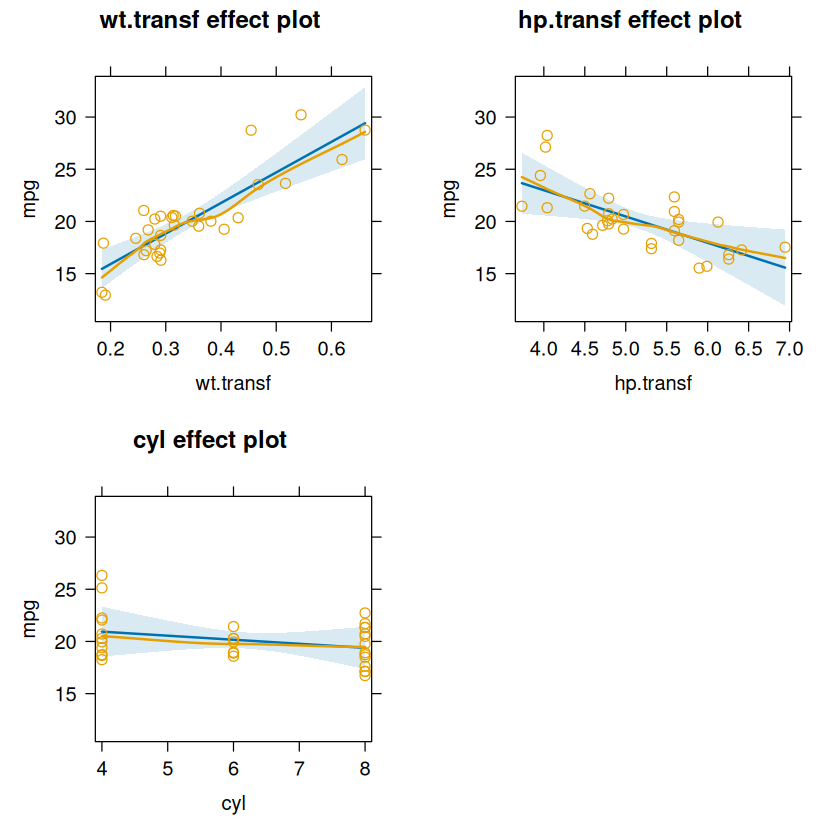 wt.transf effect plot
mpg
30
25
20
15
0.2 0.3 0.4 0.5 0.6
wt.transf
hp.transf effect plot
mpg
30
25
20
15
4.0 4.5 5.0 5.5 6.0 6.5 7.0
hp.transf
cyl effect plot
mpg
30
25
20
15
4 5 6 7 8
cyl